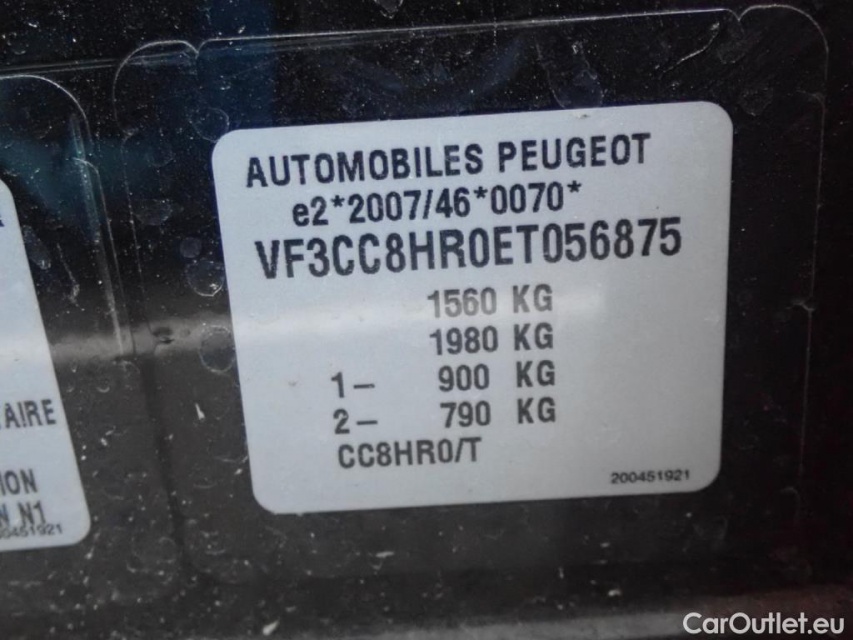 AUTOMOBILES PEUGEOT
e2*2007/46*0070*
VF3CC8HR0ET056875
1560 KG
1980 KG
1- 900 KG
2- 790 KG
CC8HR0/T
200451921
AIRE
ION
N N1
00451921
CarOutlet.eu